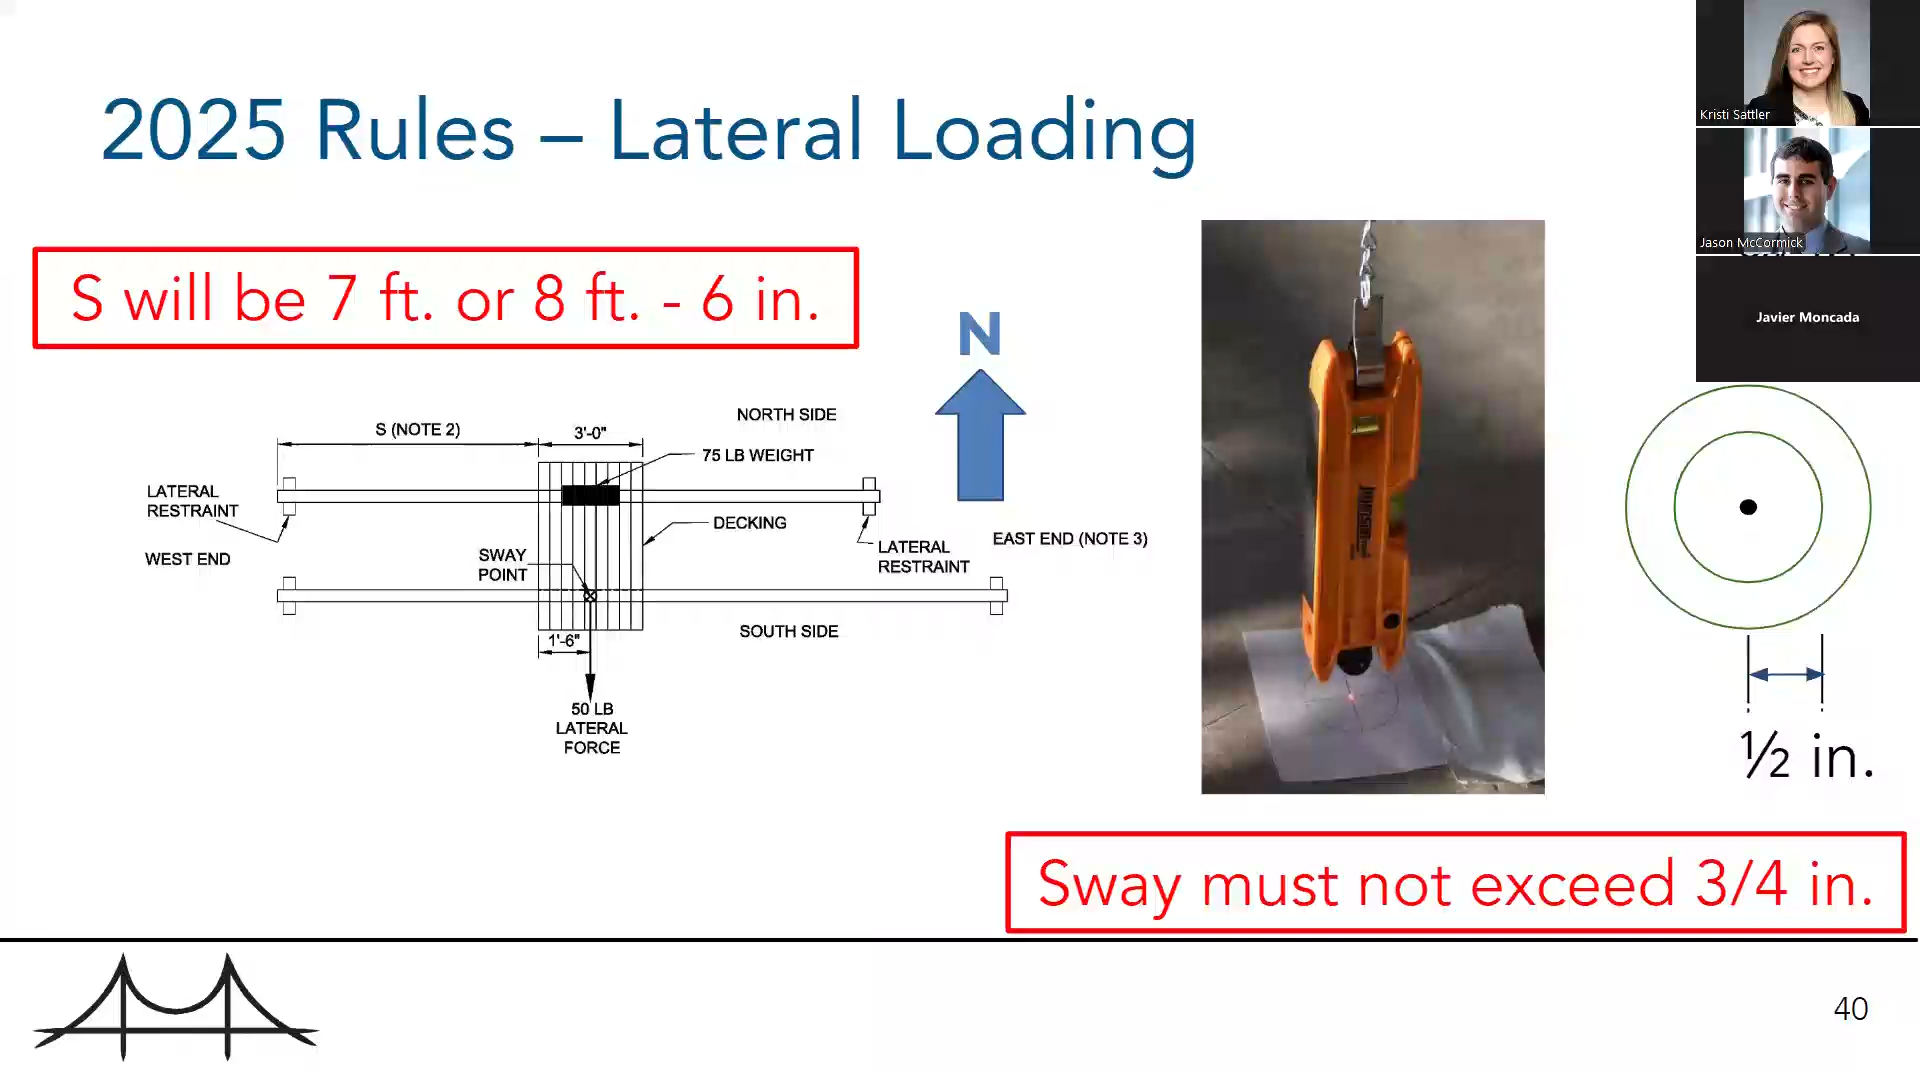 2025 Rules – Lateral Loading
S will be 7 ft. or 8 ft. - 6 in.
N
NORTH SIDE
S (NOTE 2)
3'-0"
75 LB WEIGHT
LATERAL
RESTRAINT
DECKING
WEST END
SWAY
POINT
LATERAL
RESTRAINT
EAST END (NOTE 3)
SOUTH SIDE
1'-6"
50 LB
LATERAL
FORCE
½ in.
Sway must not exceed 3/4 in.
40
Kristi Sattler
Jason McCormick
Javier Moncada